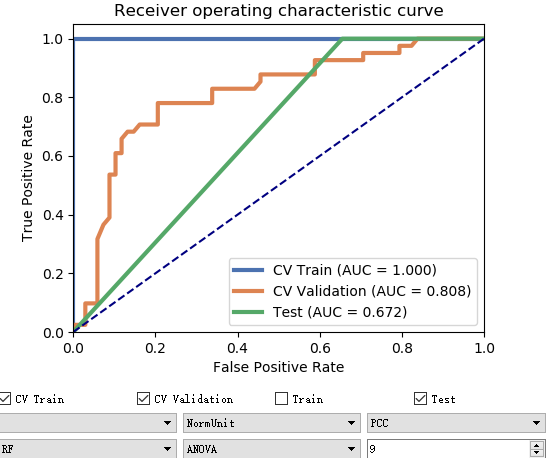 Receiver operating characteristic curve
1.0
0.8
0.6
0.4
0.2
0.0
True Positive Rate
CV Train (AUC = 1.000)
CV Validation (AUC = 0.808)
Test (AUC = 0.672)
0.0 0.2 0.4 0.6 0.8 1.0
False Positive Rate
CV Train CV Validation Train Test
NormUnit PCC
RF ANOVA 9